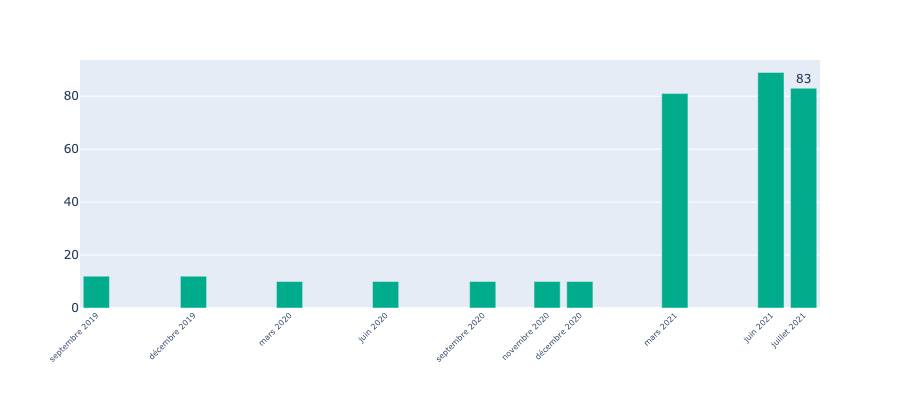 80
60
40
20
0
83
septembre 2019
décembre 2019
mars 2020
juin 2020
septembre 2020
novembre 2020
décembre 2020
mars 2021
juin 2021
juillet 2021